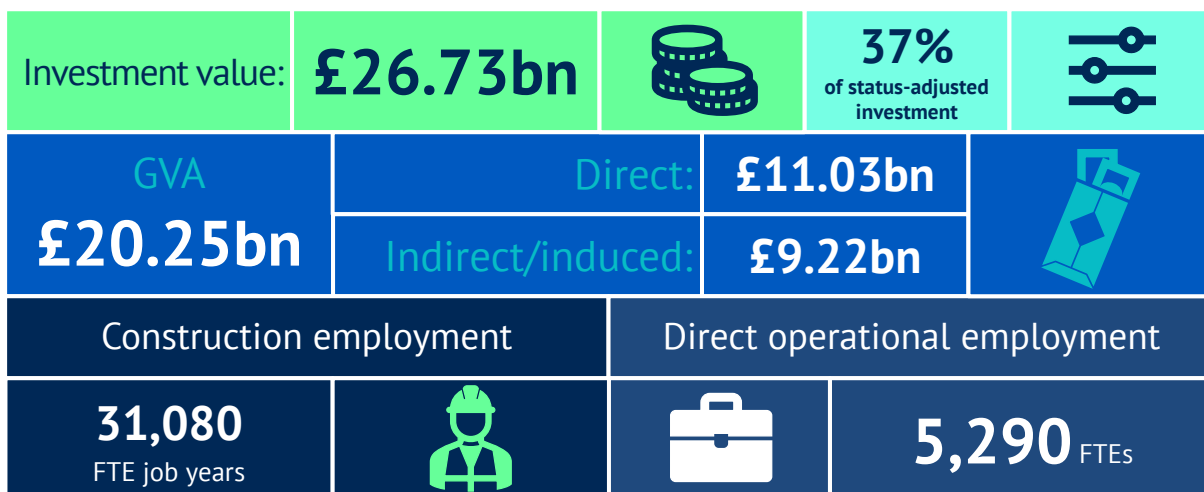 Investment value:
£26.73bn
37%
of status-adjusted
investment
GVA
£20.25bn
Direct:
£11.03bn
Indirect/induced:
£9.22bn
Construction employment
Direct operational employment
31,080
FTE job years
5,290 FTEs